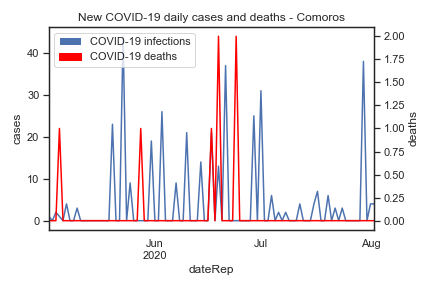 New COVID-19 daily cases and deaths - Comoros
COVID-19 infections
COVID-19 deaths
40
30
20
10
0
cases
2.00
1.75
1.50
1.25
1.00
0.75
0.50
0.25
0.00
deaths
Jun
2020
Jul
Aug
dateRep